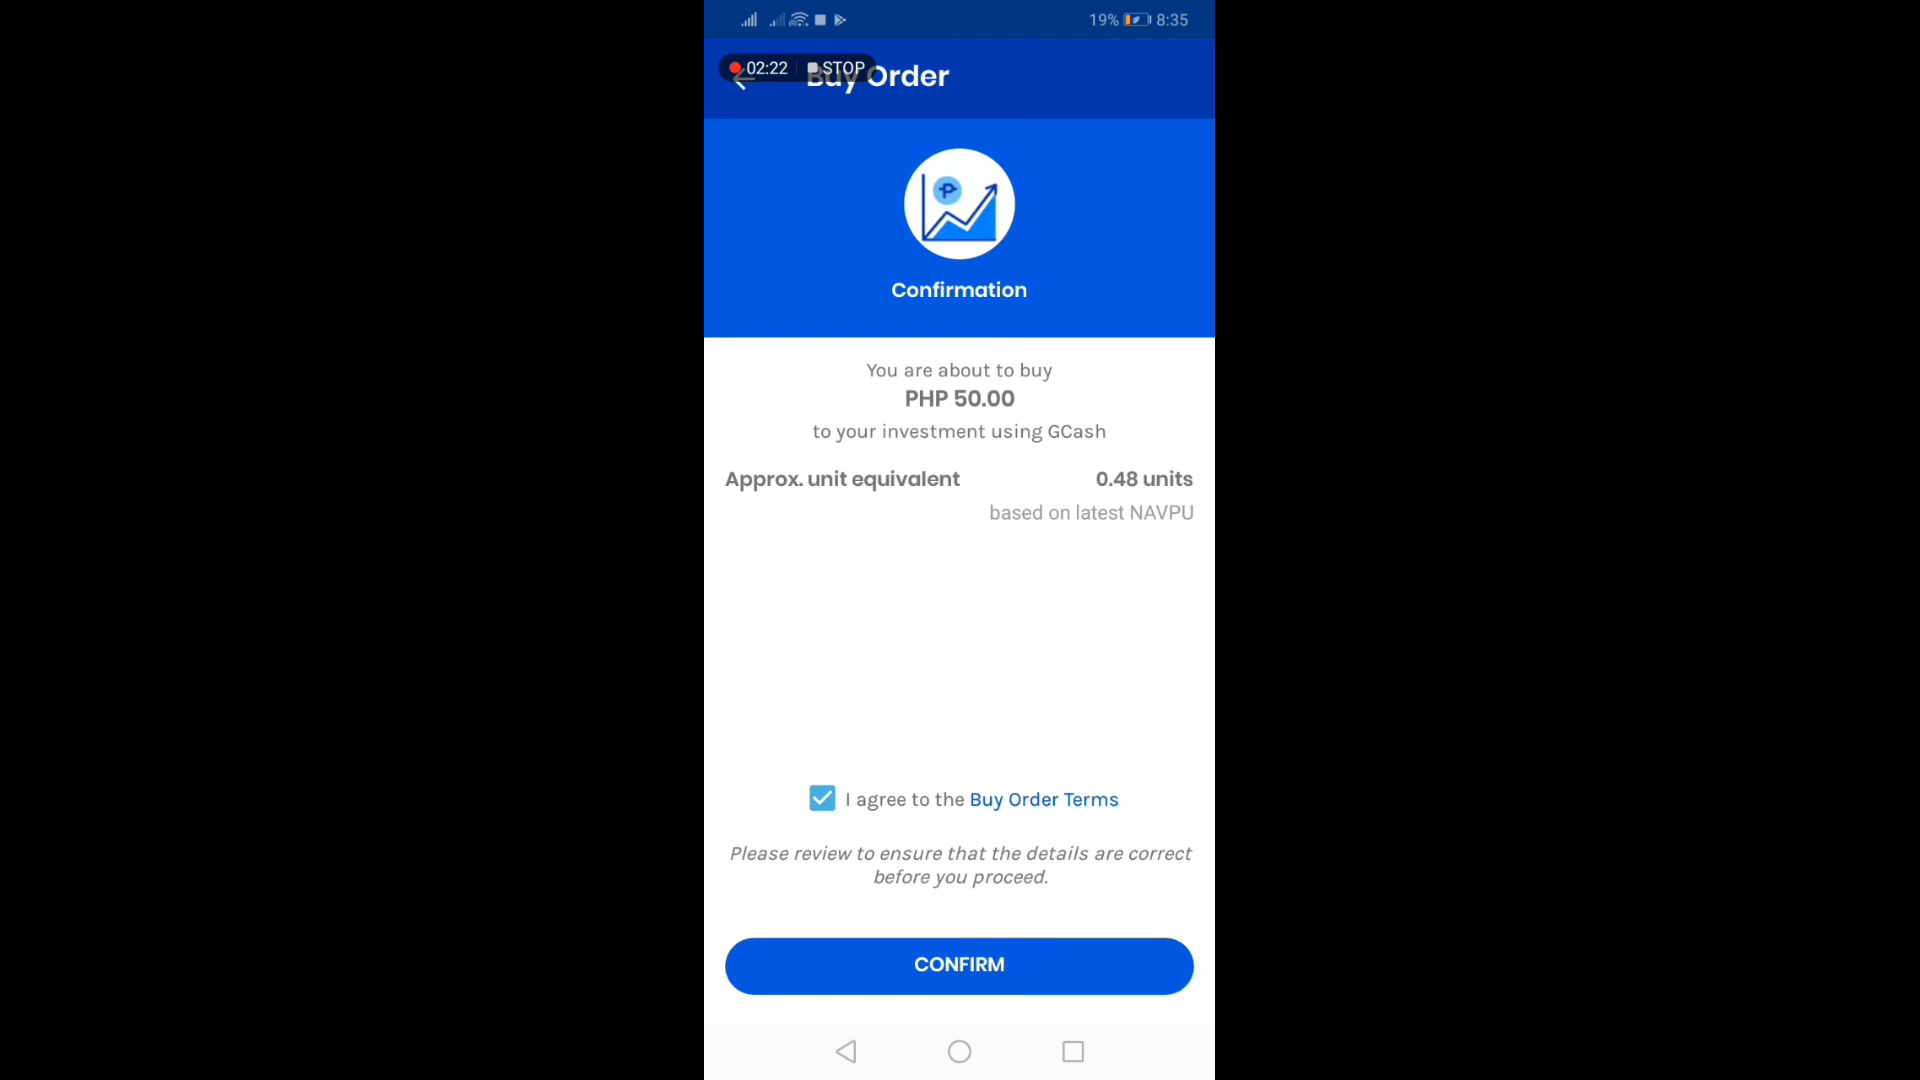 19% 8:35
02:22 STOP
Buy Order
Confirmation
You are about to buy
PHP 50.00
to your investment using GCash
Approx. unit equivalent 0.48 units
based on latest NAVPU
I agree to the Buy Order Terms
Please review to ensure that the details are correct
before you proceed.
CONFIRM